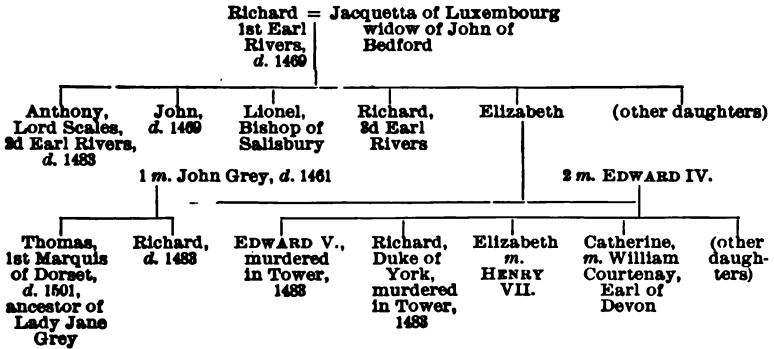 Richard = Jacquetta of Luxembourg
1st Earl
Rivers,
d. 1469
widow of John of
Bedford
Anthony,
Lord Scales,
2d Earl Rivers,
d. 1483
John,
d. 1469
Lionel,
Bishop of
Salisbury
Richard,
3d Earl
Rivers
Elizabeth
(other daughters)
1 m. John Grey, d. 1461
2 m. EDWARD IV.
Thomas,
1st Marquis
of Dorset,
d. 1501,
ancestor of
Lady Jane
Grey
Richard,
d. 1483
EDWARD V.,
murdered
in Tower,
1483
Richard,
Duke of
York,
murdered
in Tower,
1483
Elizabeth
m.
HENRY
VII.
Catherine,
m. William
Courtenay,
Earl of
Devon
(other
daugh-
ters)